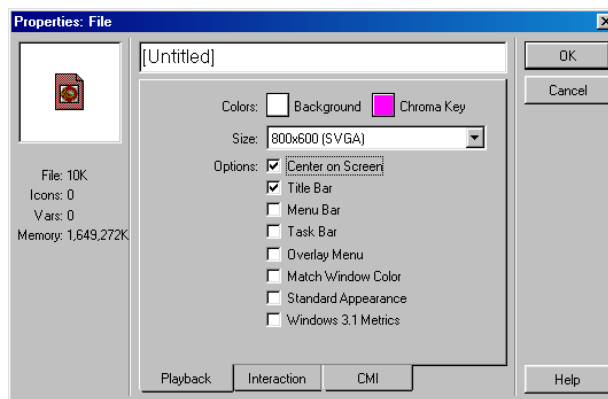 Properties: File
[Untitled]
OK
Cancel
Colors: Background Chroma Key
Size: 800x600 (SVGA)
Options: Center on Screen
Title Bar
Menu Bar
Task Bar
Overlay Menu
Match Window Color
Standard Appearance
Windows 3.1 Metrics
File: 10K
Icons: 0
Vars: 0
Memory: 1,649,272K
Playback Interaction CMI
Help